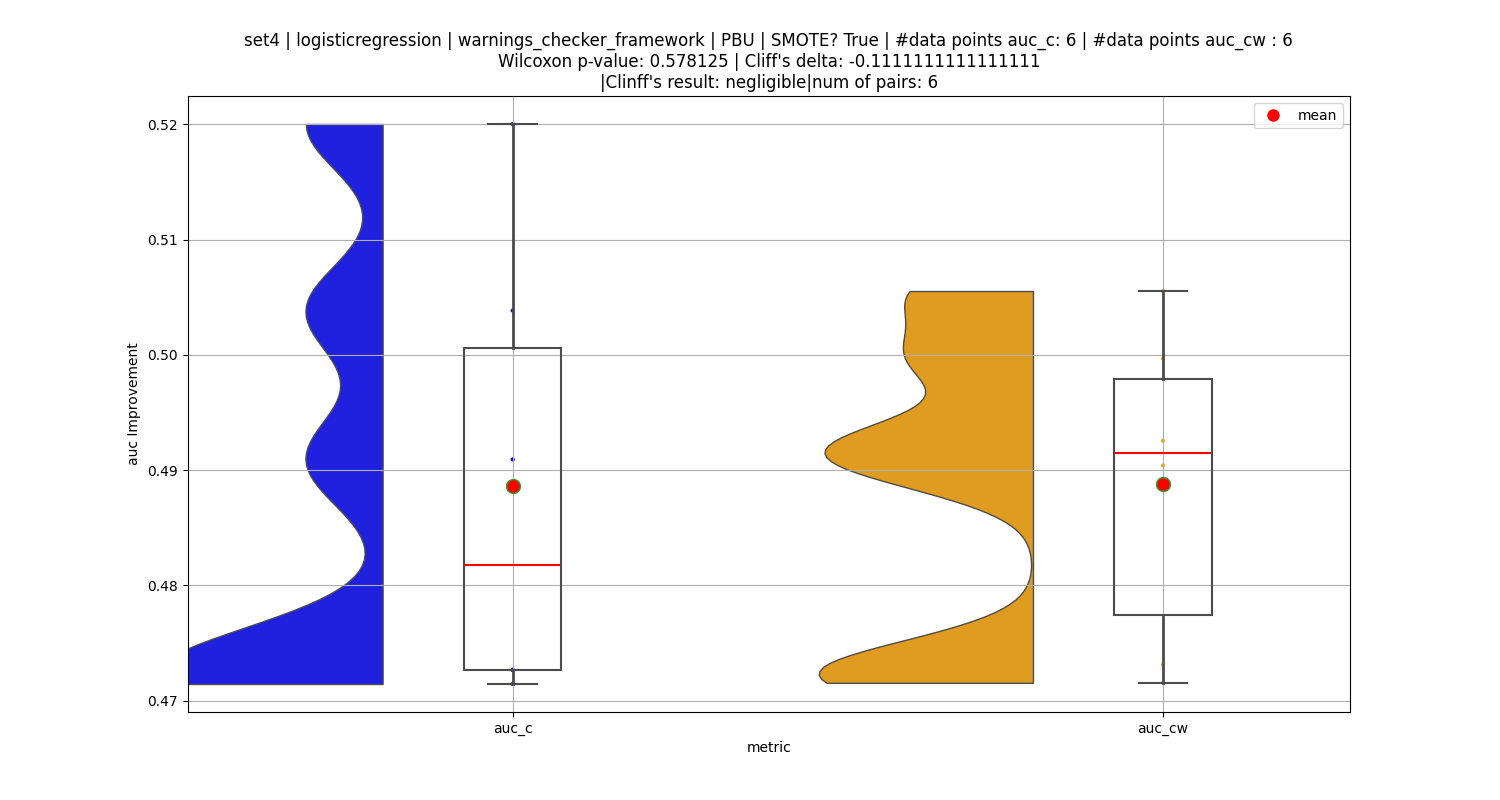 set4 | logisticregression | warnings_checker_framework | PBU | SMOTE? True | #data points auc_c: 6 | #data points auc_cw : 6
Wilcoxon p-value: 0.578125 | Cliff's delta: -0.1111111111111111
|Clinff's result: negligible|num of pairs: 6
mean
0.52
0.51
0.50
0.49
0.48
0.47
auc Improvement
auc_c
auc_cw
metric